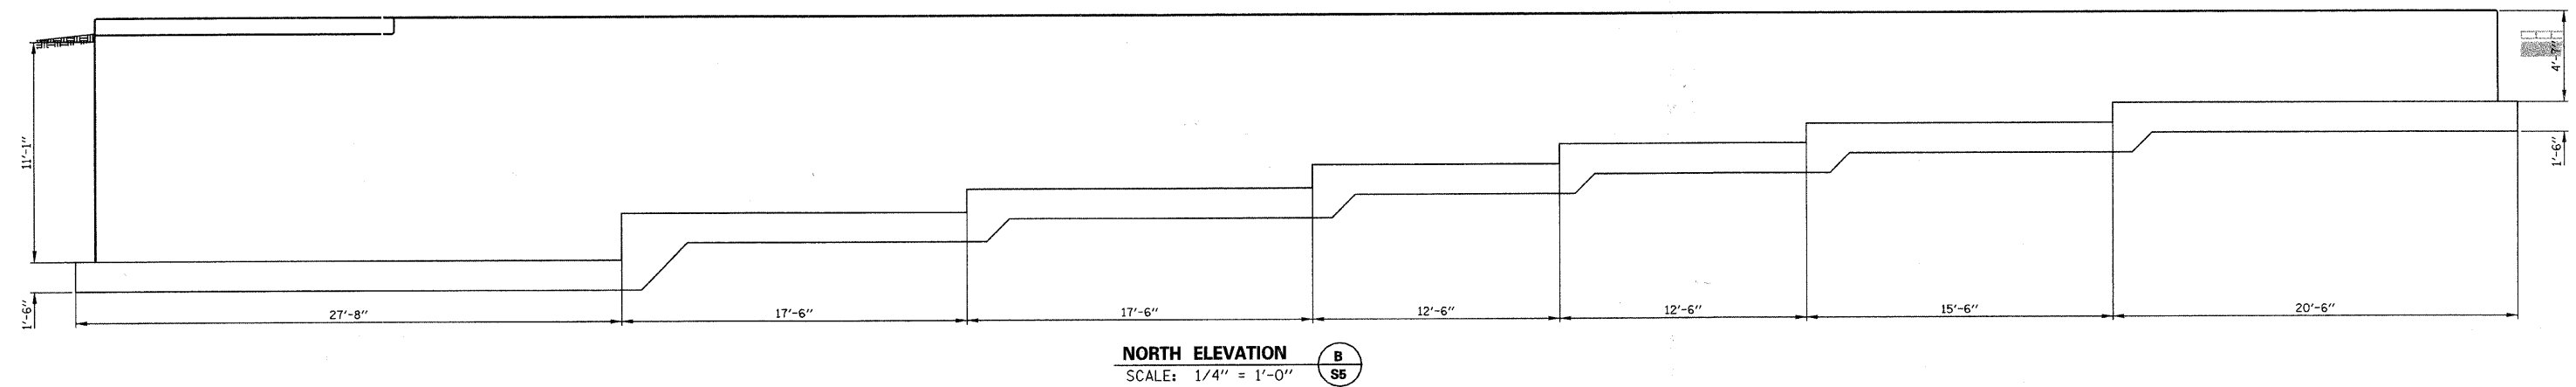 11'-1"
1'-6"
27'-8"
17'-6"
17'-6"
12'-6"
12'-6"
15'-6"
20'-6"
4'-7"
1'-6"
NORTH ELEVATION
SCALE: 1/4" = 1'-0"
B
S5